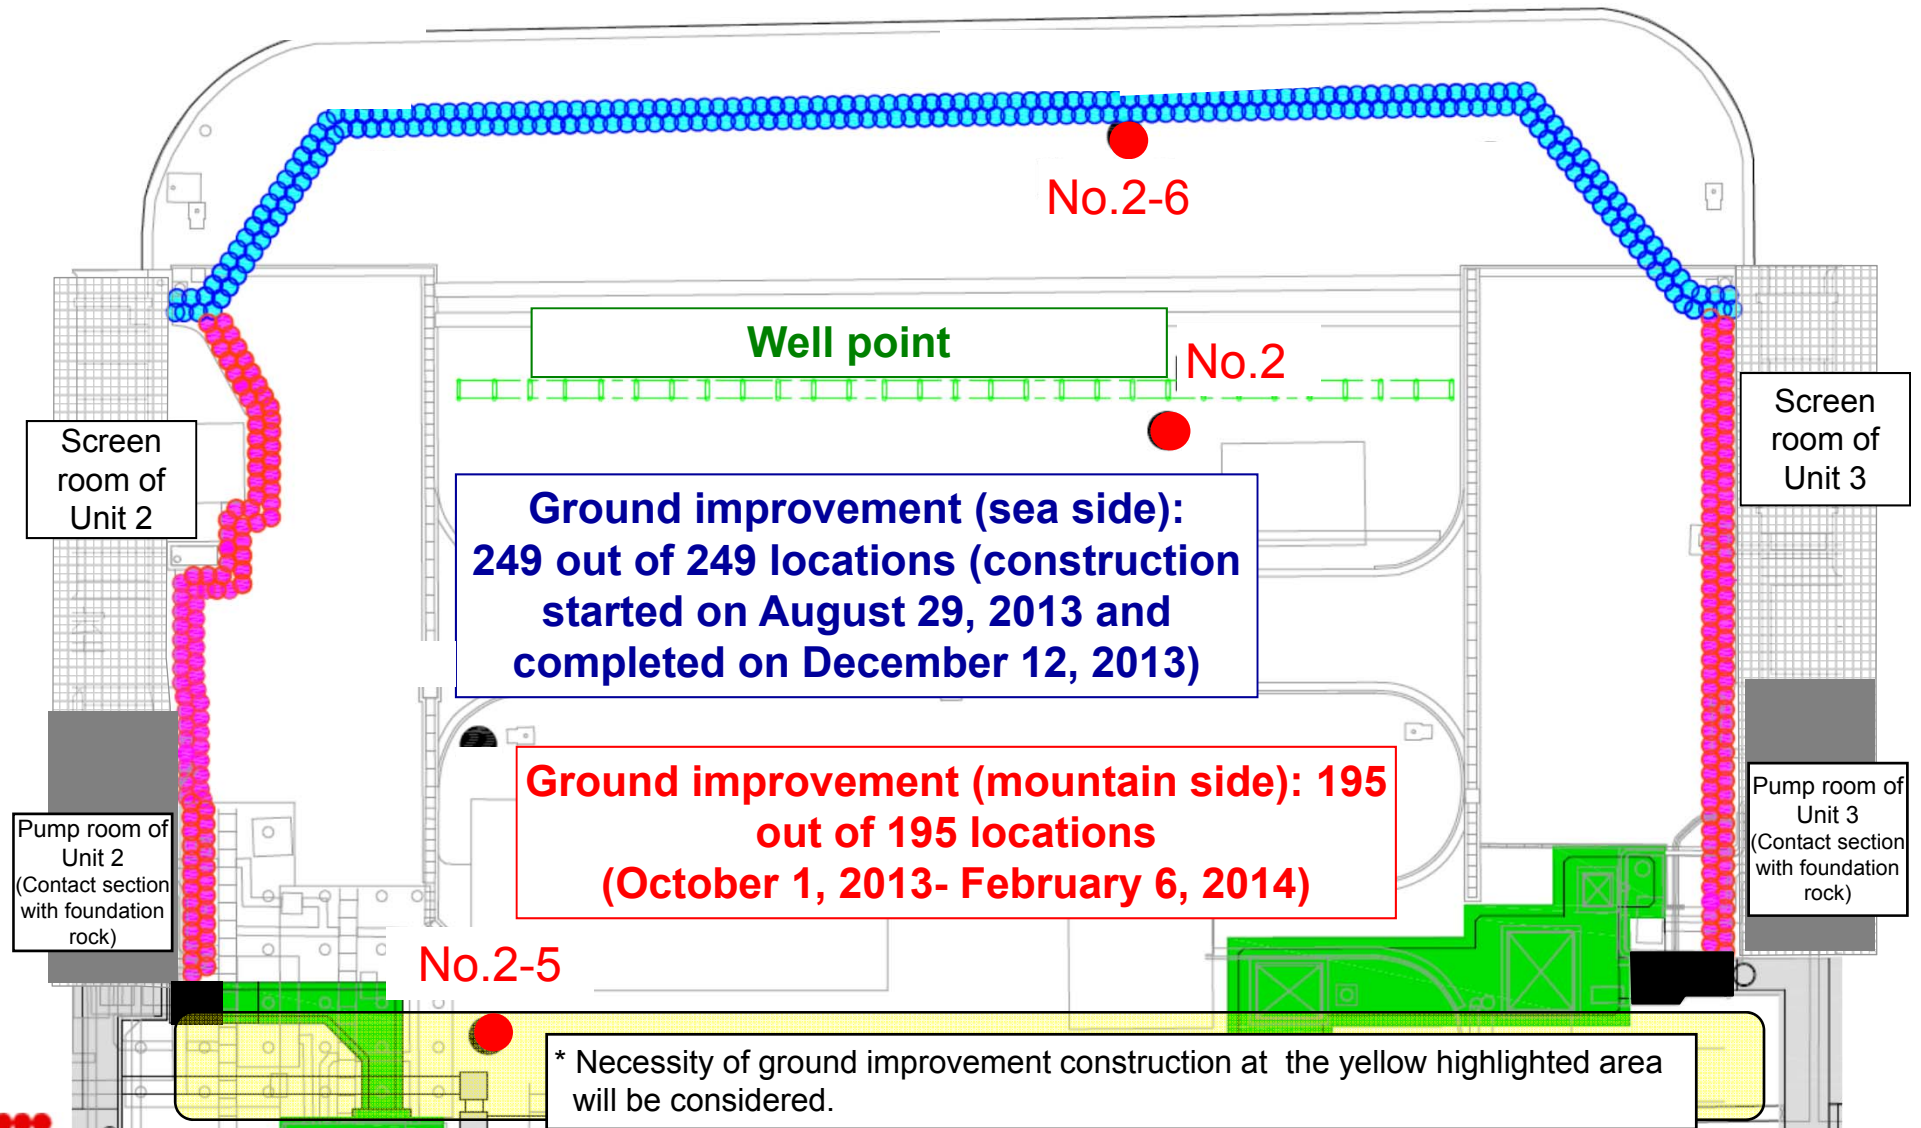 No.2-6
Well point
No.2
Screen
room of
Unit 2
Screen
room of
Unit 3
Ground improvement (sea side):
249 out of 249 locations (construction
started on August 29, 2013 and
completed on December 12, 2013)
Ground improvement (mountain side): 195
out of 195 locations
(October 1, 2013- February 6, 2014)
Pump room of
Unit 2
(Contact section
with foundation
rock)
Pump room of
Unit 3
(Contact section
with foundation
rock)
No.2-5
* Necessity of ground improvement construction at the yellow highlighted area
will be considered.